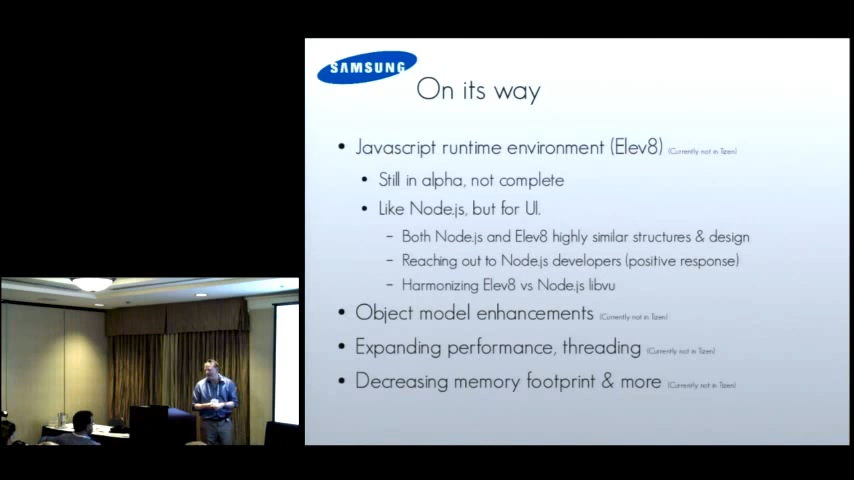 SAMSUNG
On its way
• Javascript runtime environment (Elev8) (Currently not in Tizen)
• Still in alpha, not complete
• Like Node.js, but for UI.
– Both Node.js and Elev8 highly similar structures & design
– Reaching out to Node.js developers (positive response)
– Harmonizing Elev8 vs Node.js libvu
• Object model enhancements (Currently not in Tizen)
• Expanding performance, threading (Currently not in Tizen)
• Decreasing memory footprint & more (Currently not in Tizen)